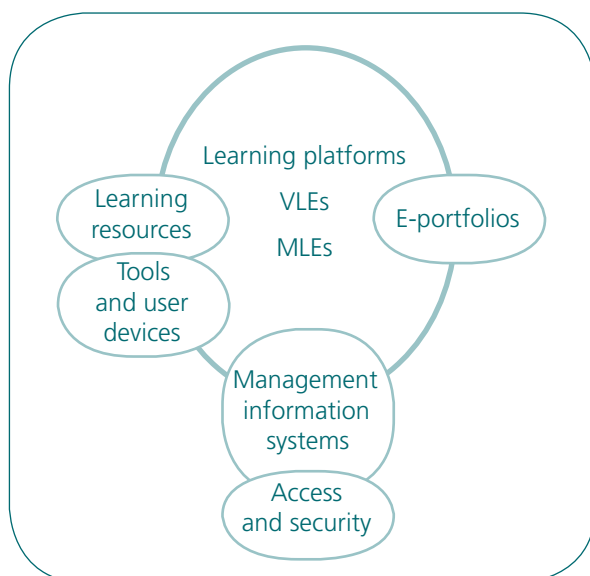 Learning platforms
VLEs
MLEs
Learning
resources
E-portfolios
Tools
and user
devices
Management
information
systems
Access
and security